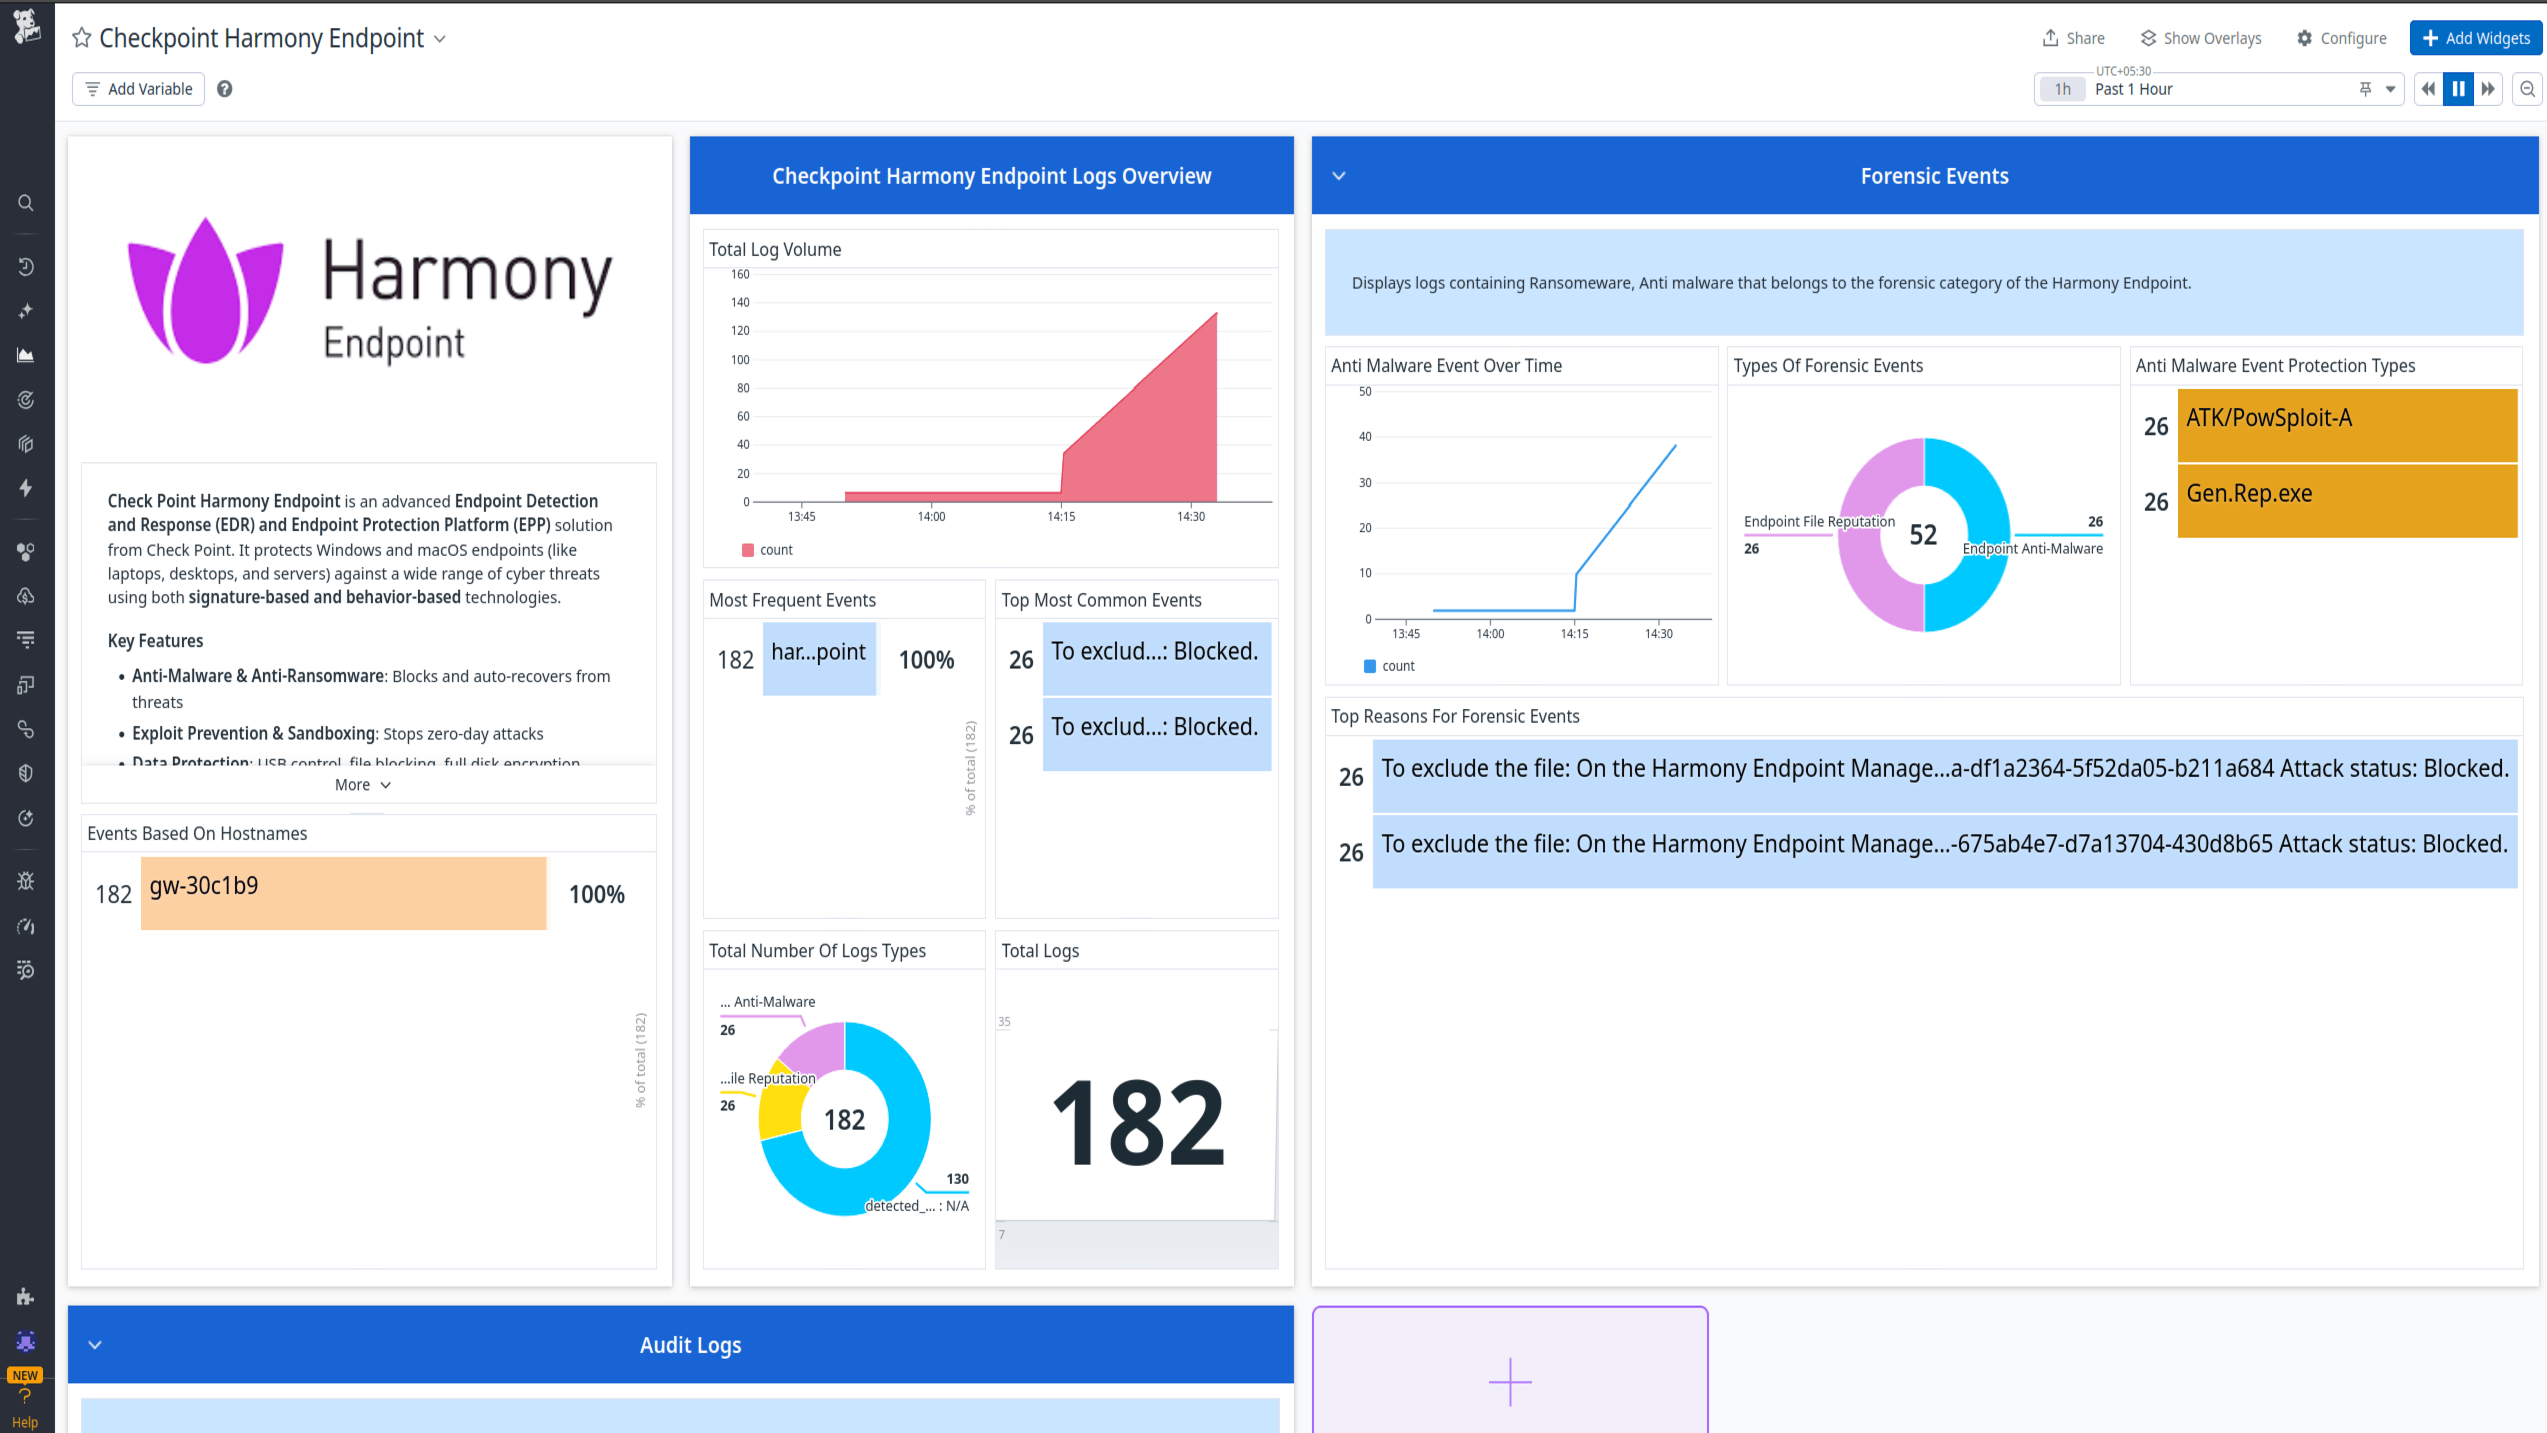 Checkpoint Harmony Endpoint
Share
Show Overlays
Configure
Add Widgets
Add Variable
UTC+05:30
1h
Past 1 Hour
Harmony
Endpoint
Check Point Harmony Endpoint is an advanced Endpoint Detection
and Response (EDR) and Endpoint Protection Platform (EPP) solution
from Check Point. It protects Windows and macOS endpoints (like
laptops, desktops, and servers) against a wide range of cyber threats
using both signature-based and behavior-based technologies.
Key Features
• Anti-Malware & Anti-Ransomware: Blocks and auto-recovers from
threats
• Exploit Prevention & Sandboxing: Stops zero-day attacks
• Data Protection: USB control, file blocking, full disk encryption
More
Events Based On Hostnames
182 gw-30c1b9 100%
% of total (182)
Checkpoint Harmony Endpoint Logs Overview
Total Log Volume
160
140
120
100
80
60
40
20
0
13:45 14:00 14:15 14:30
count
Most Frequent Events
182 har...point 100%
% of total (182)
Top Most Common Events
26 To exclud...: Blocked.
26 To exclud...: Blocked.
Total Number Of Logs Types
... Anti-Malware
26
...ile Reputation
26
182
130
detected_... : N/A
Total Logs
35
182
7
Forensic Events
Displays logs containing Ransomeware, Anti malware that belongs to the forensic category of the Harmony Endpoint.
Anti Malware Event Over Time
50
40
30
20
10
0
13:45 14:00 14:15 14:30
count
Types Of Forensic Events
Endpoint File Reputation
26
52
26
Endpoint Anti-Malware
Anti Malware Event Protection Types
26 ATK/PowSploit-A
26 Gen.Rep.exe
Top Reasons For Forensic Events
26 To exclude the file: On the Harmony Endpoint Manage...a-df1a2364-5f52da05-b211a684 Attack status: Blocked.
26 To exclude the file: On the Harmony Endpoint Manage...-675ab4e7-d7a13704-430d8b65 Attack status: Blocked.
Audit Logs
NEW
Help